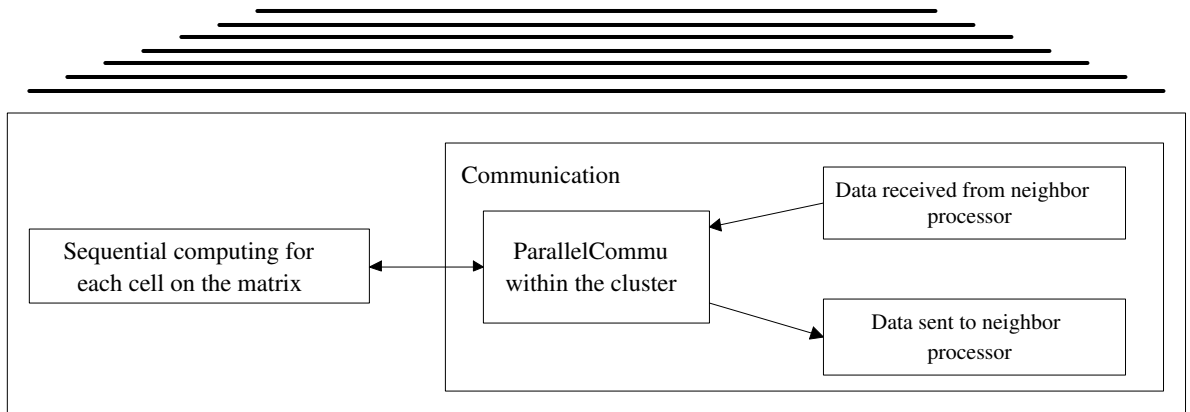 Communication
Data received from neighbor
processor
Sequential computing for
each cell on the matrix
ParallelCommu
within the cluster
Data sent to neighbor
processor